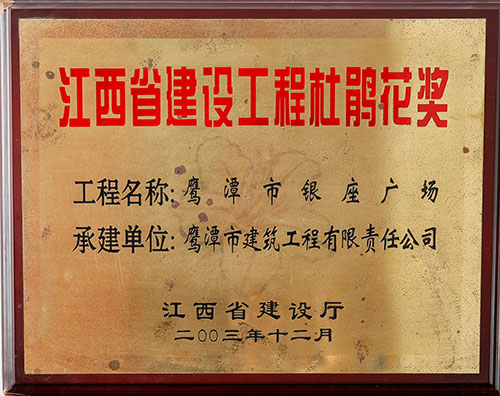 江西省建设工程杜鹃花奖
工程名称:鹰潭市银座广场
承建单位:鹰潭市建筑工程有限责任公司
江西省建设厅
二00三年十二月